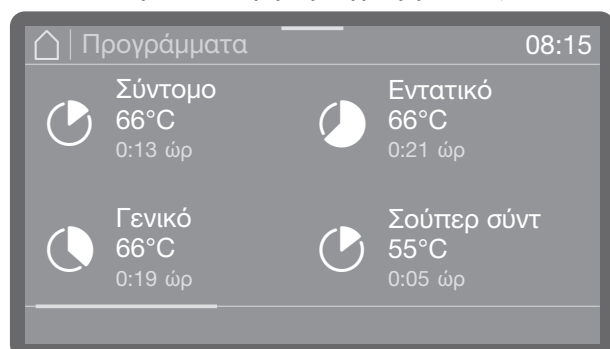 Προγράμματα
08:15
Σύντομο
66°C
0:13 ώρ
Εντατικό
66°C
0:21 ώρ
Γενικό
66°C
0:19 ώρ
Σούπερ σύντ
55°C
0:05 ώρ